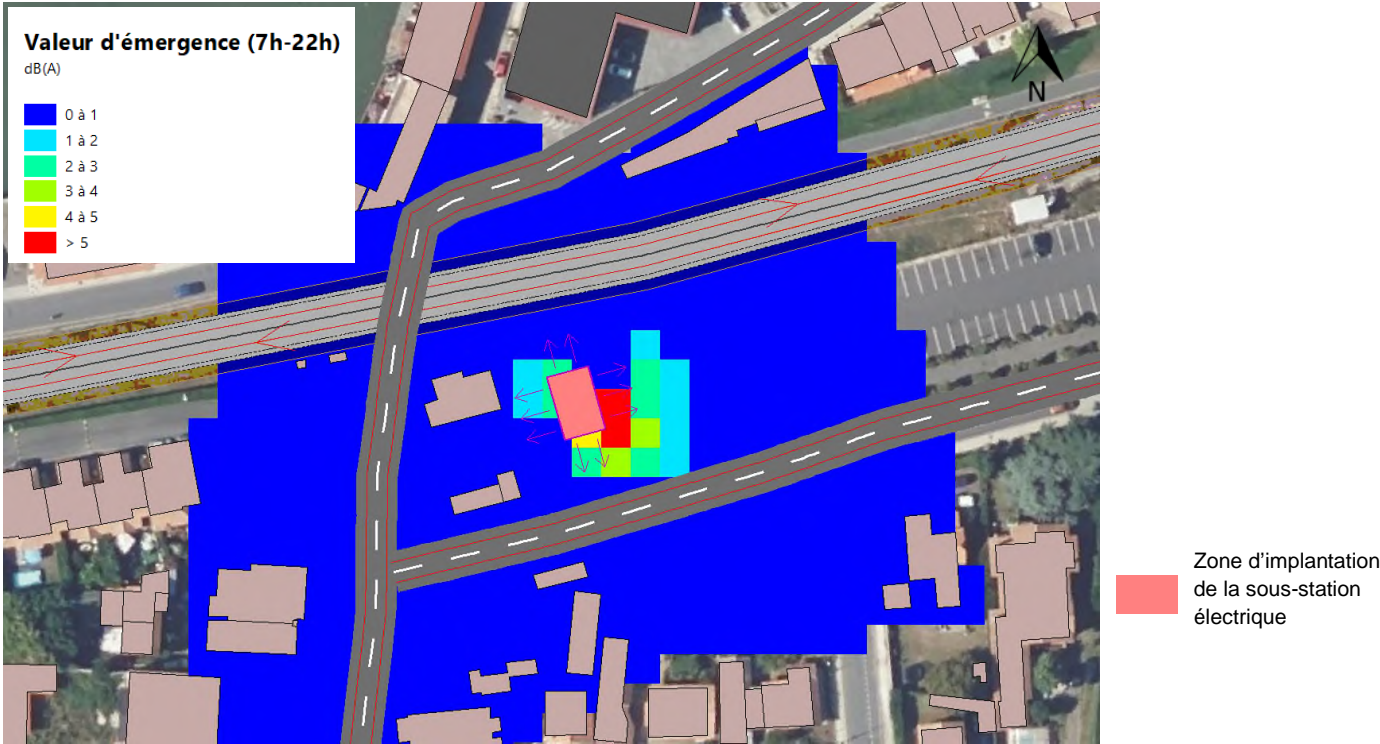 Valeur d'émergence (7h-22h)
dB(A)
0 à 1
1 à 2
2 à 3
3 à 4
4 à 5
> 5
N
Zone d'implantation
de la sous-station
électrique